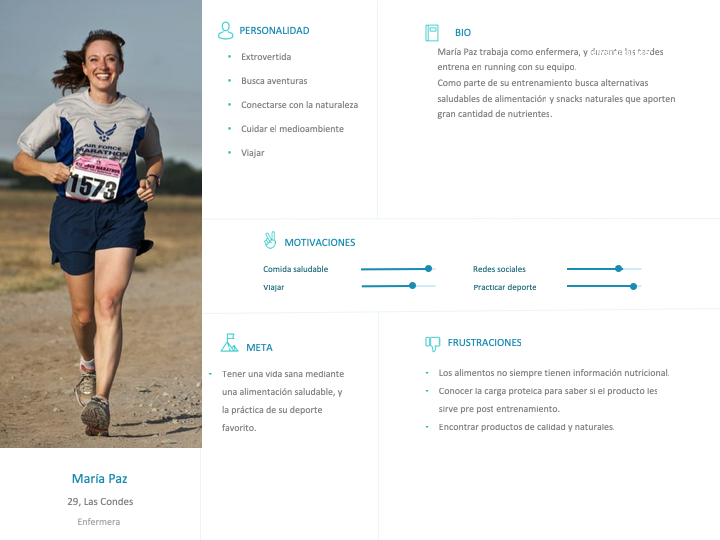 PERSONALIDAD
Extrovertida
Busca aventuras
Conectarse con la naturaleza
Cuidar el medioambiente
Viajar
BIO
María Paz trabaja como enfermera, y durante las tardes
entrena en running con su equipo.
Como parte de su entrenamiento busca alternativas
saludables de alimentación y snacks naturales que aporten
gran cantidad de nutrientes.
AIR FORCE
MARATHON
1573
MOTIVACIONES
Comida saludable
Redes sociales
Viajar
Practicar deporte
META
Tener una vida sana mediante
una alimentación saludable, y
la práctica de su deporte
favorito.
FRUSTRACIONES
Los alimentos no siempre tienen información nutricional.
Conocer la carga proteica para saber si el producto les
sirve pre post entrenamiento.
Encontrar productos de calidad y naturales.
María Paz
29, Las Condes
Enfermera